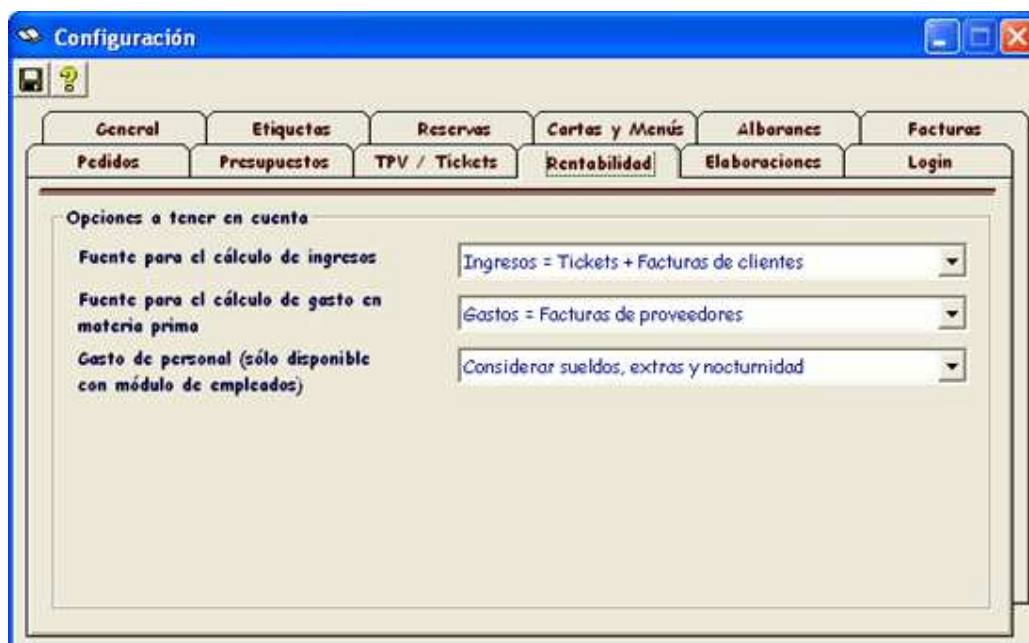 Configuración
General Etiquetas Reservas Cartas y Menús Albaranes Facturas
Pedidos Presupuestos TPV / Tickets Rentabilidad Elaboraciones Login
Opciones a tener en cuenta
Fuente para el cálculo de ingresos
Ingresos = Tickets + Facturas de clientes
Fuente para el cálculo de gasto en
materia prima
Gastos = Facturas de proveedores
Gasto de personal (sólo disponible
con módulo de empleados)
Considerar sueldos, extras y nocturnidad